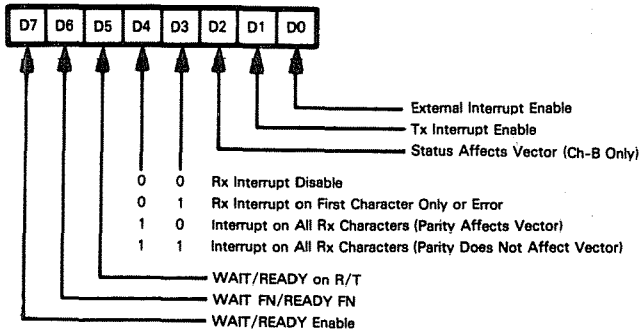 D7 D6 D5 D4 D3 D2 D1 D0
External Interrupt Enable
Tx Interrupt Enable
Status Affects Vector (Ch-B Only)
0 0 Rx Interrupt Disable
0 1 Rx Interrupt on First Character Only or Error
1 0 Interrupt on All Rx Characters (Parity Affects Vector)
1 1 Interrupt on All Rx Characters (Parity Does Not Affect Vector)
WAIT/READY on R/T
WAIT FN/READY FN
WAIT/READY Enable